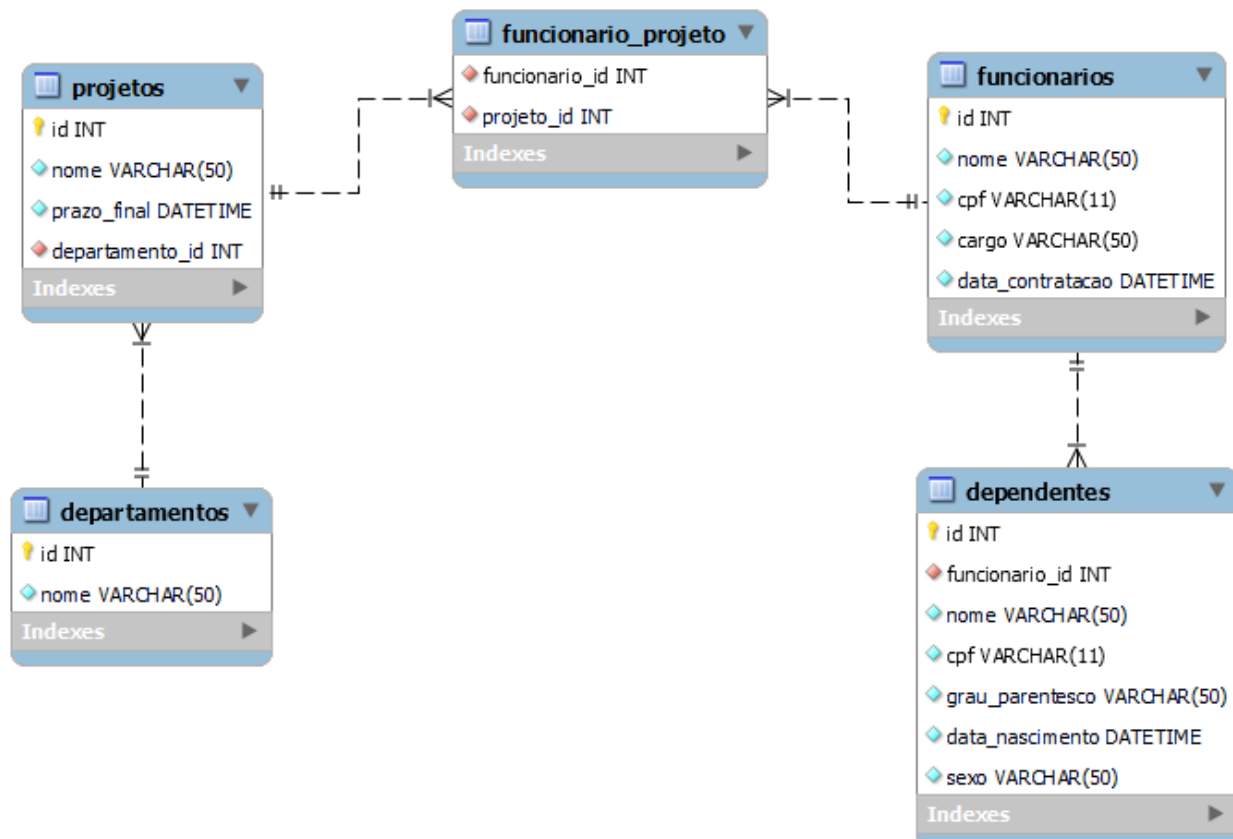 funcionario_projeto
funcionario_id INT
projeto_id INT
Indexes
projetos
id INT
nome VARCHAR(50)
prazo_final DATETIME
departamento_id INT
Indexes
funcionarios
id INT
nome VARCHAR(50)
cpf VARCHAR(11)
cargo VARCHAR(50)
data_contratacao DATETIME
Indexes
departamentos
id INT
nome VARCHAR(50)
Indexes
dependentes
id INT
funcionario_id INT
nome VARCHAR(50)
cpf VARCHAR(11)
grau_parentesco VARCHAR(50)
data_nascimento DATETIME
sexo VARCHAR(50)
Indexes